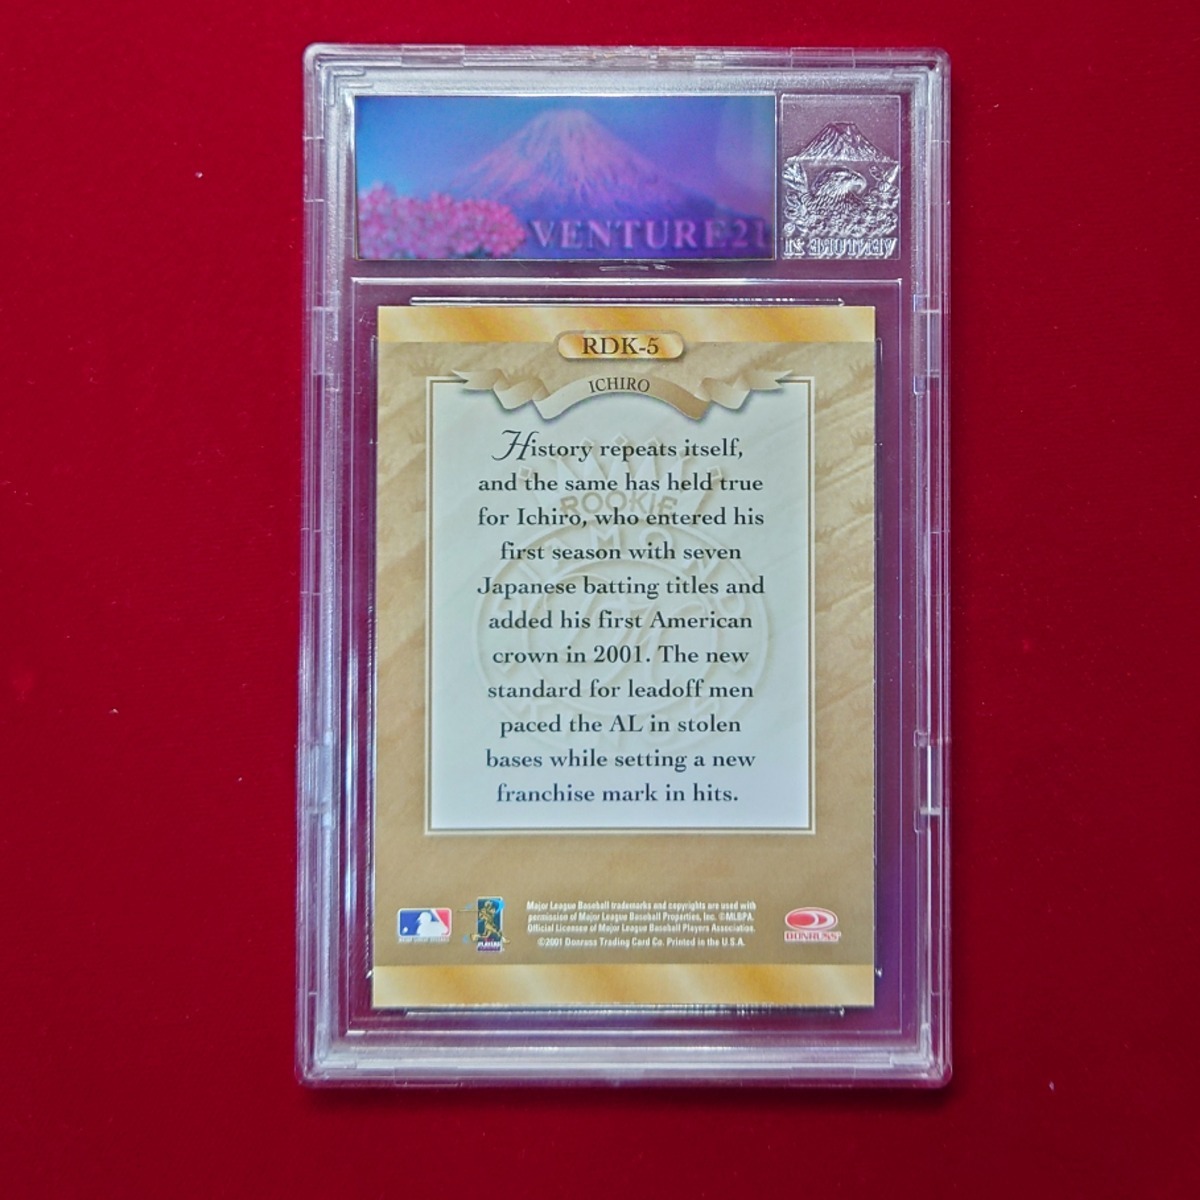 VENTURE21
VENTURE 21
RDK-5
ICHIRO
History repeats itself,
and the same has held true
for Ichiro, who entered his
first season with seven
Japanese batting titles and
added his first American
crown in 2001. The new
standard for leadoff men
paced the AL in stolen
bases while setting a new
franchise mark in hits.
ROOKIE
Major League Baseball trademarks and copyrights are used with
permission of Major League Baseball Properties, Inc. ©MLBPA.
Official Licensee of Major League Baseball Players Association.
©2001 Donruss Trading Card Co. Printed in the U.S.A.
PLAYERS
DONRUSS